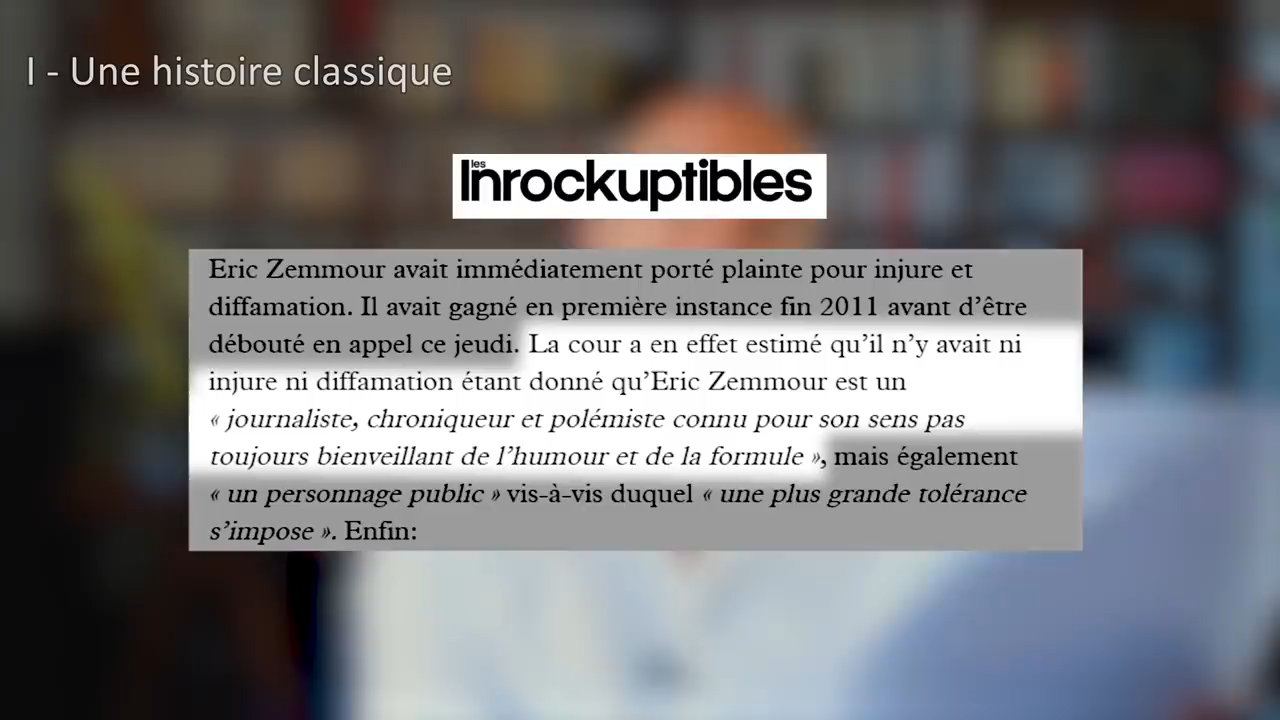 I - Une histoire classique
les
Inrockuptibles
Eric Zemmour avait immédiatement porté plainte pour injure et
diffamation. Il avait gagné en première instance fin 2011 avant d’être
débouté en appel ce jeudi. La cour a en effet estimé qu’il n’y avait ni
injure ni diffamation étant donné qu’Eric Zemmour est un
« journaliste, chroniqueur et polémiste connu pour son sens pas
toujours bienveillant de l’humour et de la formule », mais également
« un personnage public » vis-à-vis duquel « une plus grande tolérance
s’impose ». Enfin: